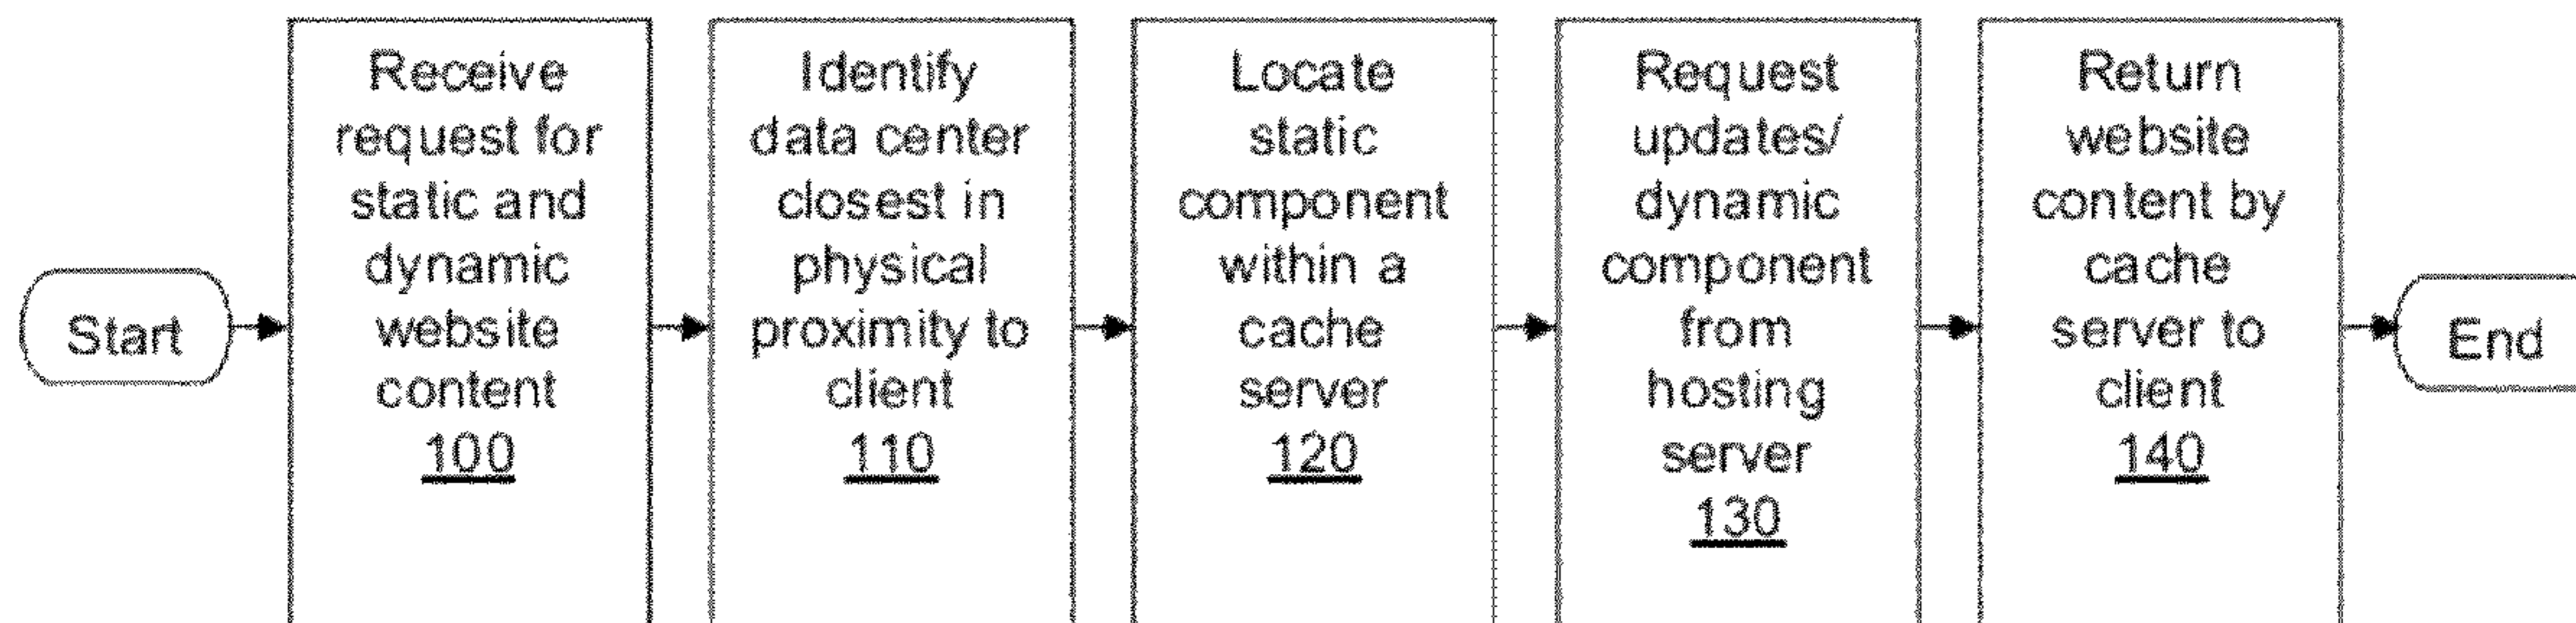 Start
Receive
request for
static and
dynamic
website
content
100
Identify
data center
closest in
physical
proximity to
client
110
Locate
static
component
within a
cache
server
120
Request
updates/
dynamic
component
from
hosting
server
130
Return
website
content by
cache
server to
client
140
End